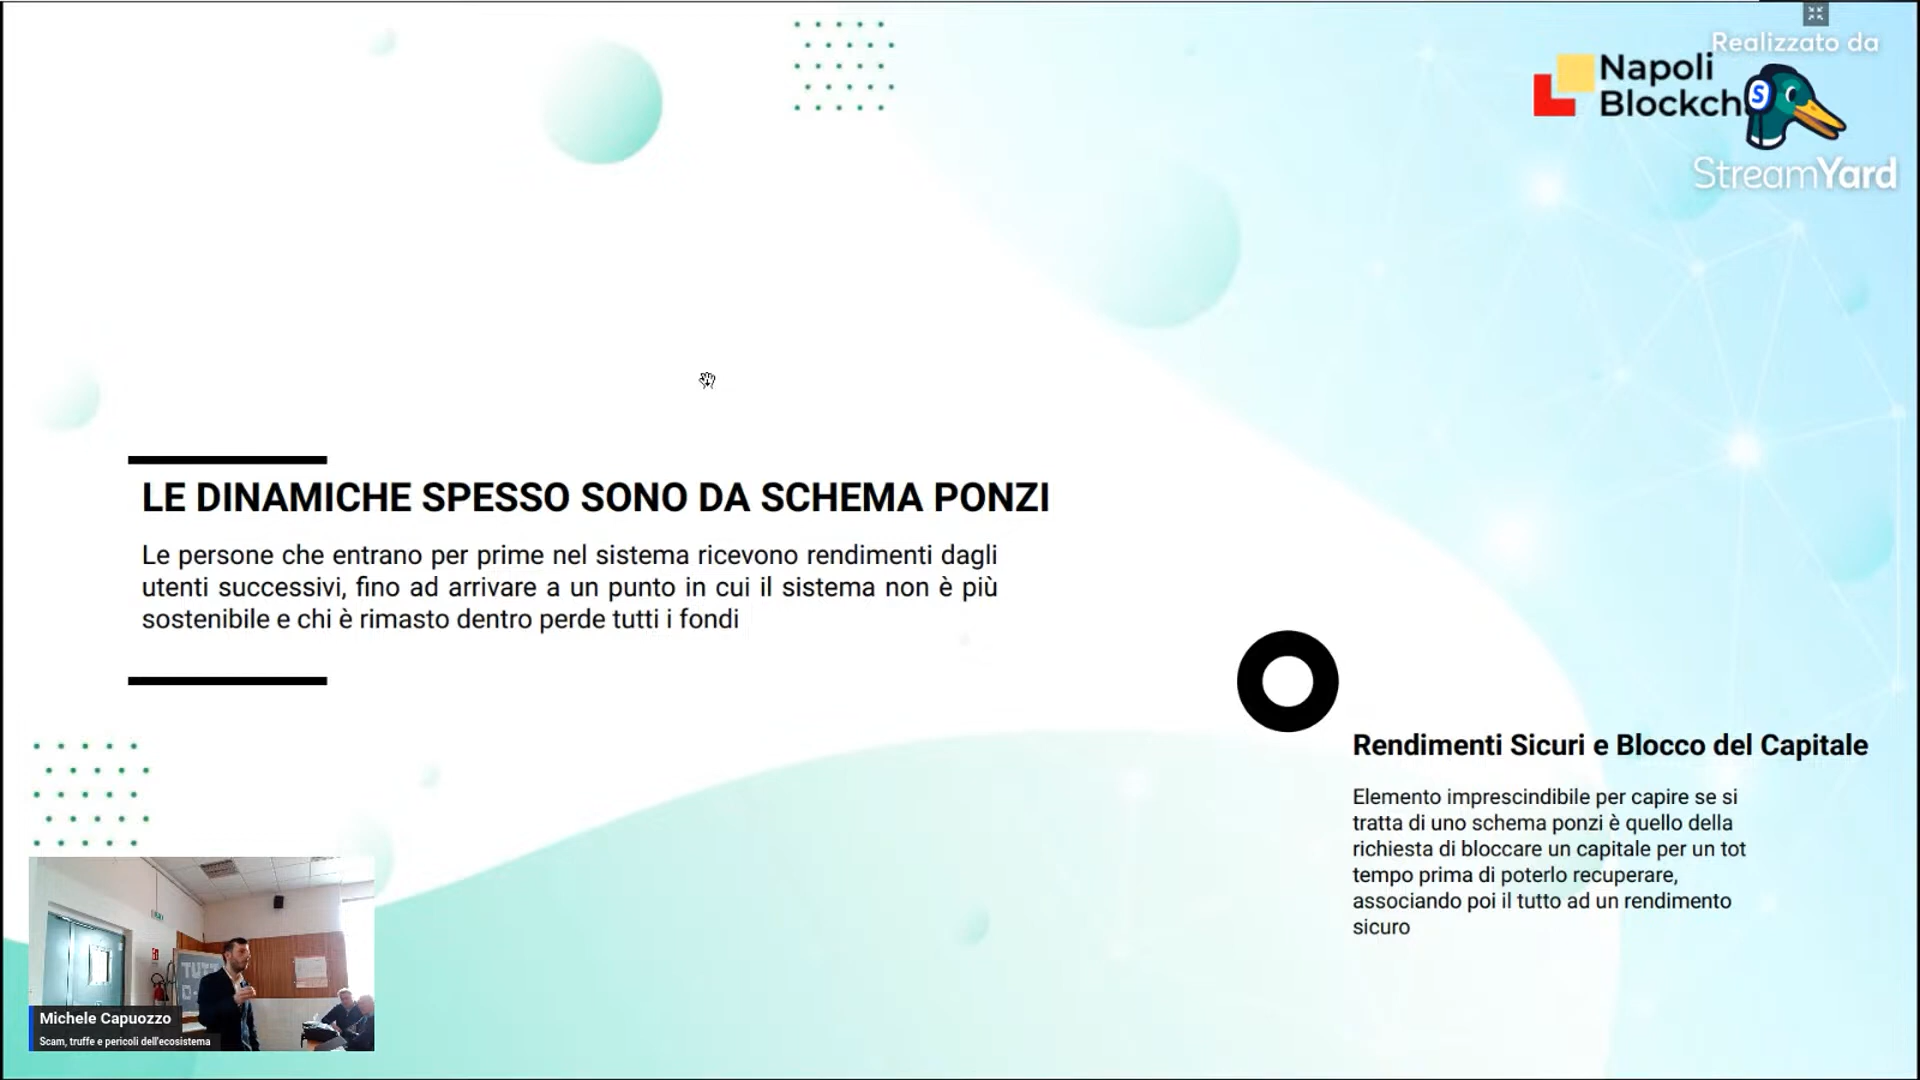 Realizzato da
Napoli
Blockch
S
StreamYard
LE DINAMICHE SPESSO SONO DA SCHEMA PONZI
Le persone che entrano per prime nel sistema ricevono rendimenti dagli
utenti successivi, fino ad arrivare a un punto in cui il sistema non è più
sostenibile e chi è rimasto dentro perde tutti i fondi
Rendimenti Sicuri e Blocco del Capitale
Elemento imprescindibile per capire se si
tratta di uno schema ponzi è quello della
richiesta di bloccare un capitale per un tot
tempo prima di poterlo recuperare,
associando poi il tutto ad un rendimento
sicuro
Michele Capuozzo
Scam, truffe e pericoli dell'ecosistema